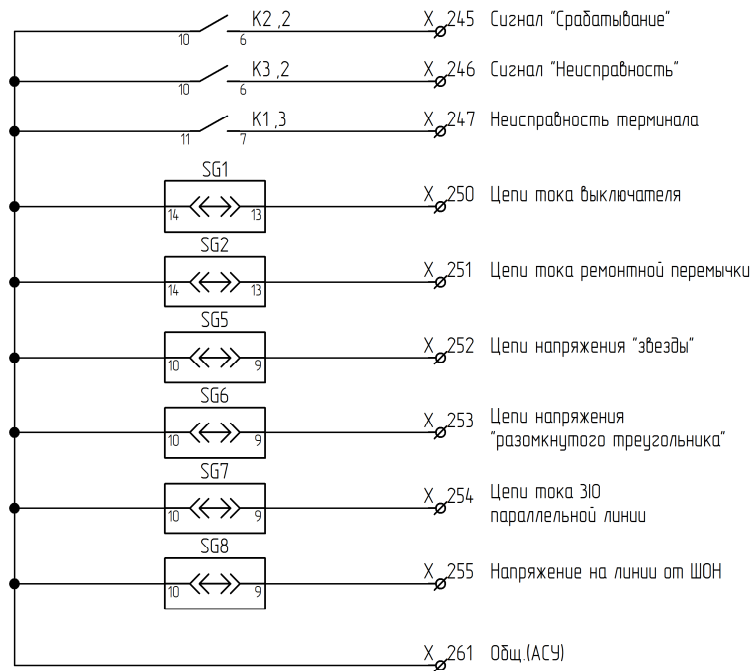 K2 ,2 X 245 Сигнал "Срабатывание"
10 6
K3 ,2 X 246 Сигнал "Неисправность"
10 6
K1 ,3 X 247 Неисправность терминала
11 7
SG1
14 13 X 250 Цепи тока выключателя
SG2
14 13 X 251 Цепи тока ремонтной перемычки
SG5
10 9 X 252 Цепи напряжения "звезды"
SG6
10 9 X 253 Цепи напряжения
"разомкнутого треугольника"
SG7
10 9 X 254 Цепи тока 3I0
параллельной линии
SG8
10 9 X 255 Напряжение на линии от ШОН
X 261 Общ.(АСУ)